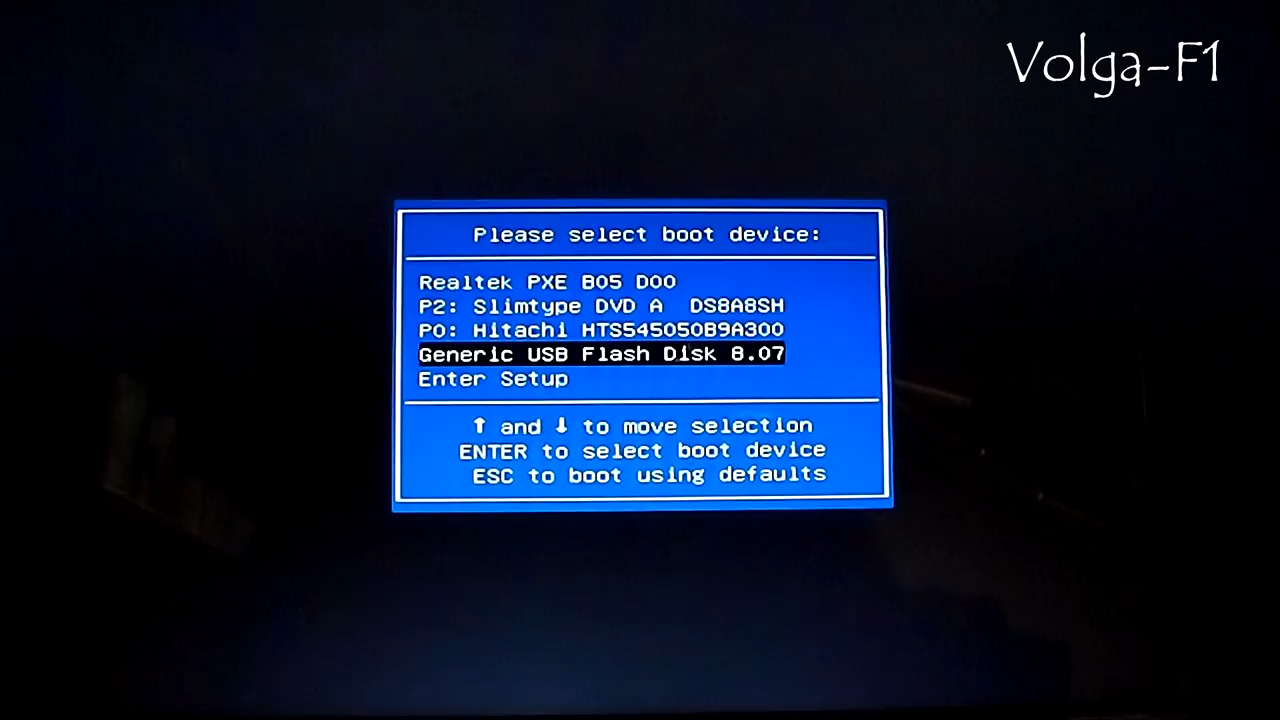 Volga-F1
Please select boot device:
Realtek PXE B05 D00
P2: Slimtype DVD A  DS8A8SH
P0: Hitachi HTS545050B9A300
Generic USB Flash Disk 8.07
Enter Setup
↑ and ↓ to move selection
ENTER to select boot device
ESC to boot using defaults